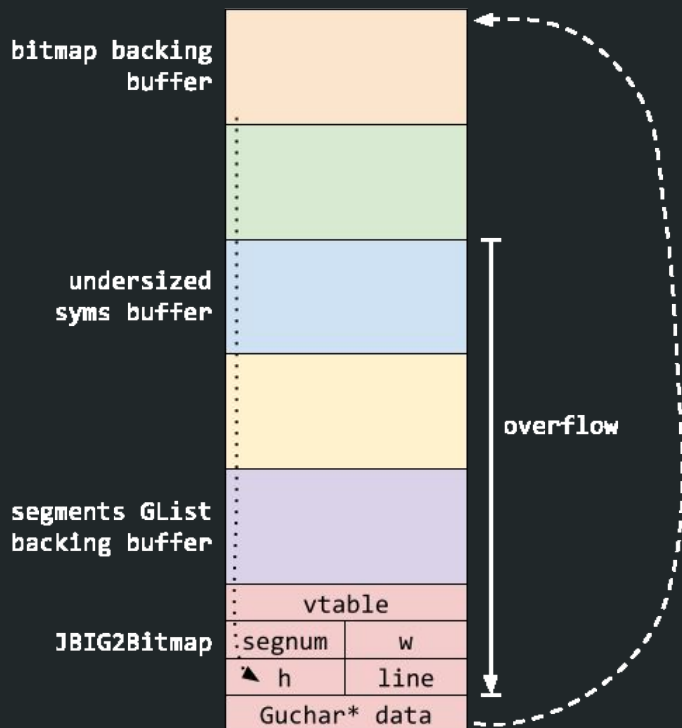 bitmap backing
buffer
undersized
syms buffer
overflow
segments GList
backing buffer
vtable
JBIG2Bitmap
segnum w
h line
Guchar* data